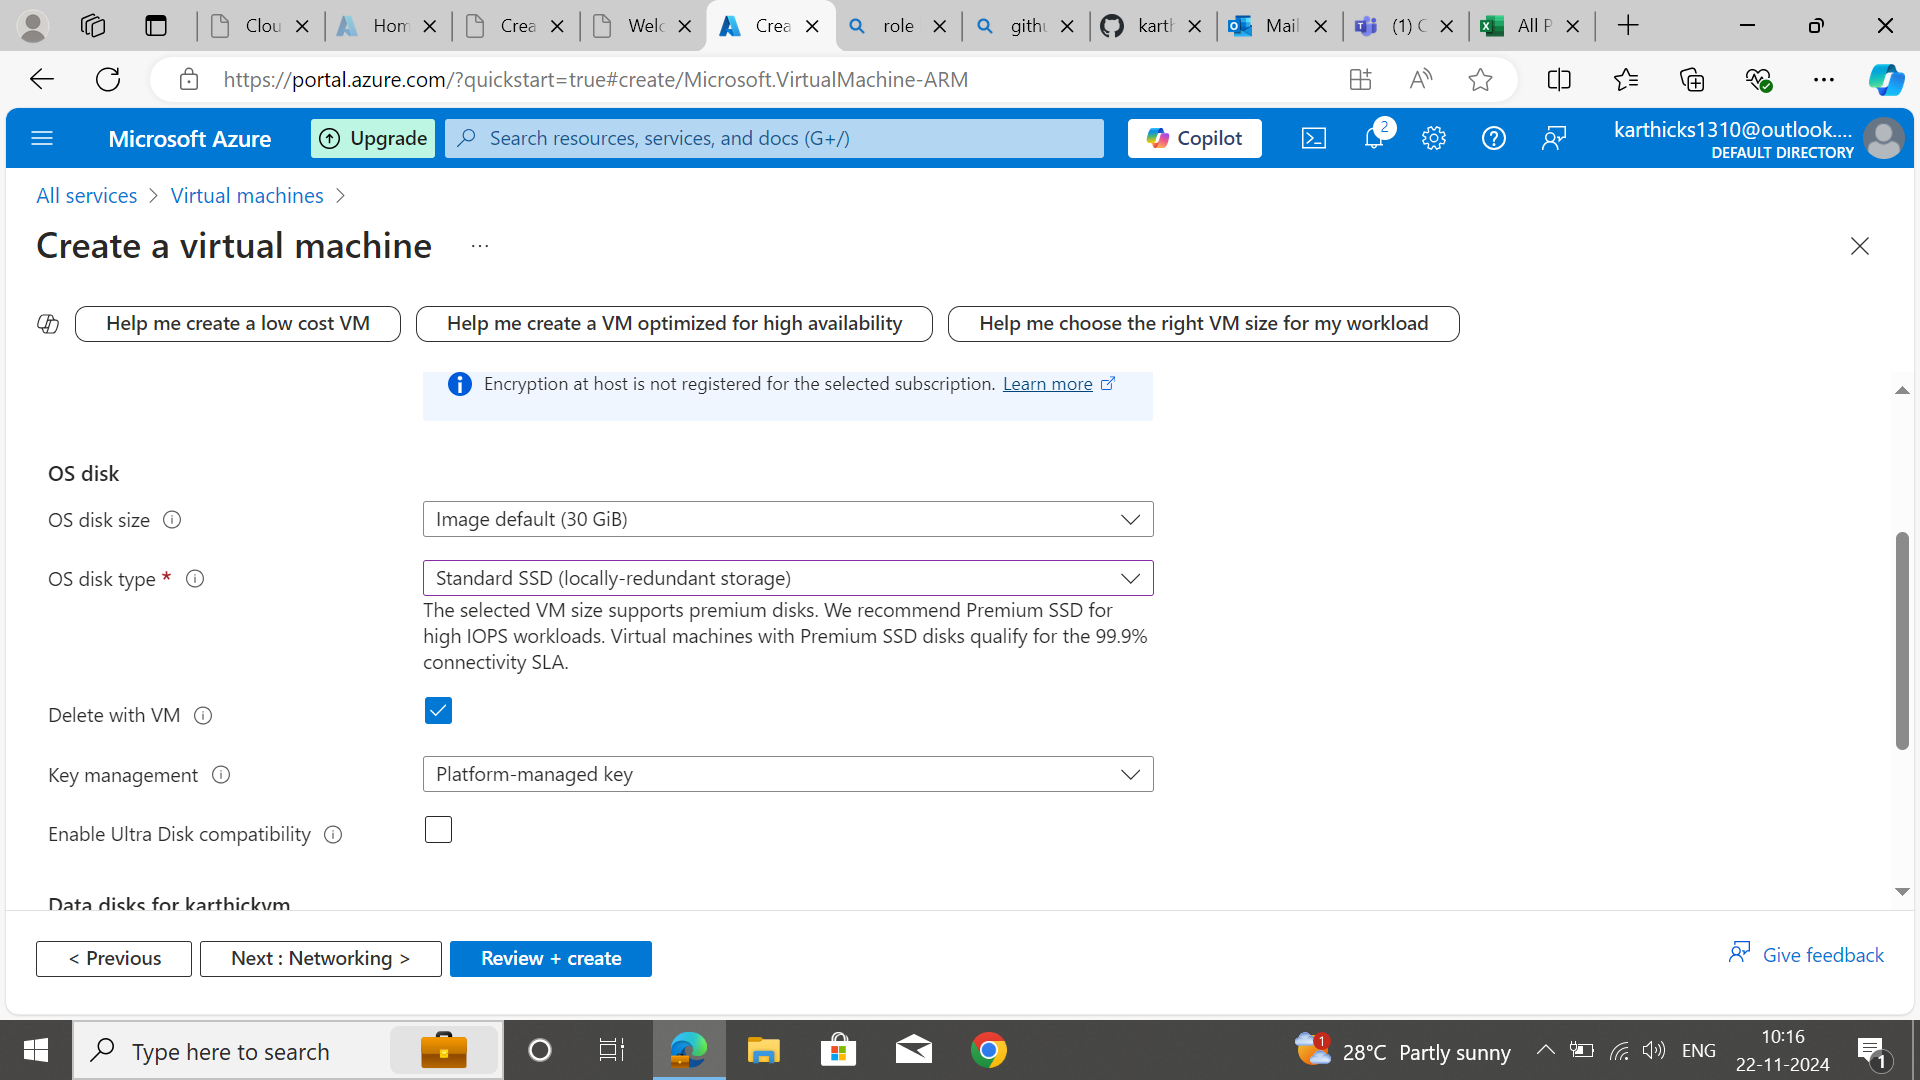 Clou
Hom
Crea
Welc
Crea
role
githu
karth
Mail
(1) C
All P
https://portal.azure.com/?quickstart=true#create/Microsoft.VirtualMachine-ARM
Microsoft Azure
Upgrade
Search resources, services, and docs (G+/)
Copilot
2
karthicks1310@outlook....
DEFAULT DIRECTORY
All services > Virtual machines >
Create a virtual machine ...
Help me create a low cost VM
Help me create a VM optimized for high availability
Help me choose the right VM size for my workload
Encryption at host is not registered for the selected subscription. Learn more
OS disk
OS disk size
Image default (30 GiB)
OS disk type *
Standard SSD (locally-redundant storage)
The selected VM size supports premium disks. We recommend Premium SSD for
high IOPS workloads. Virtual machines with Premium SSD disks qualify for the 99.9%
connectivity SLA.
Delete with VM
Key management
Platform-managed key
Enable Ultra Disk compatibility
Data disks for karthickvm
< Previous
Next : Networking >
Review + create
Give feedback
Type here to search
1
28°C Partly sunny
ENG
10:16
22-11-2024
1